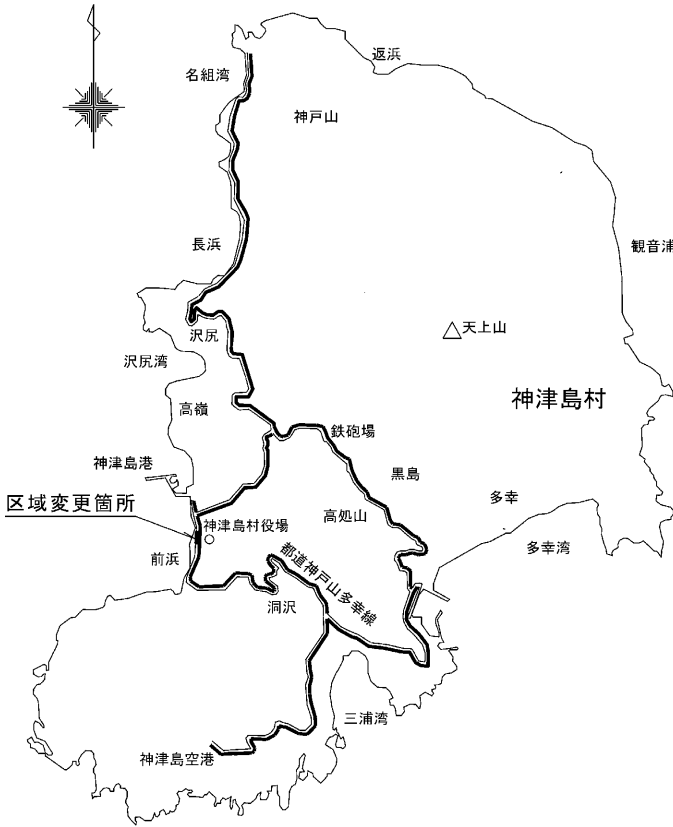 返浜
名組湾
神戸山
長浜
観音浦
沢尻
天上山
沢尻湾
高嶺
神津島村
鉄砲場
神津島港
黒島
区域変更箇所
多幸
高処山
神津島村役場
多幸湾
前浜
都道神戸山多幸線
洞沢
三浦湾
神津島空港